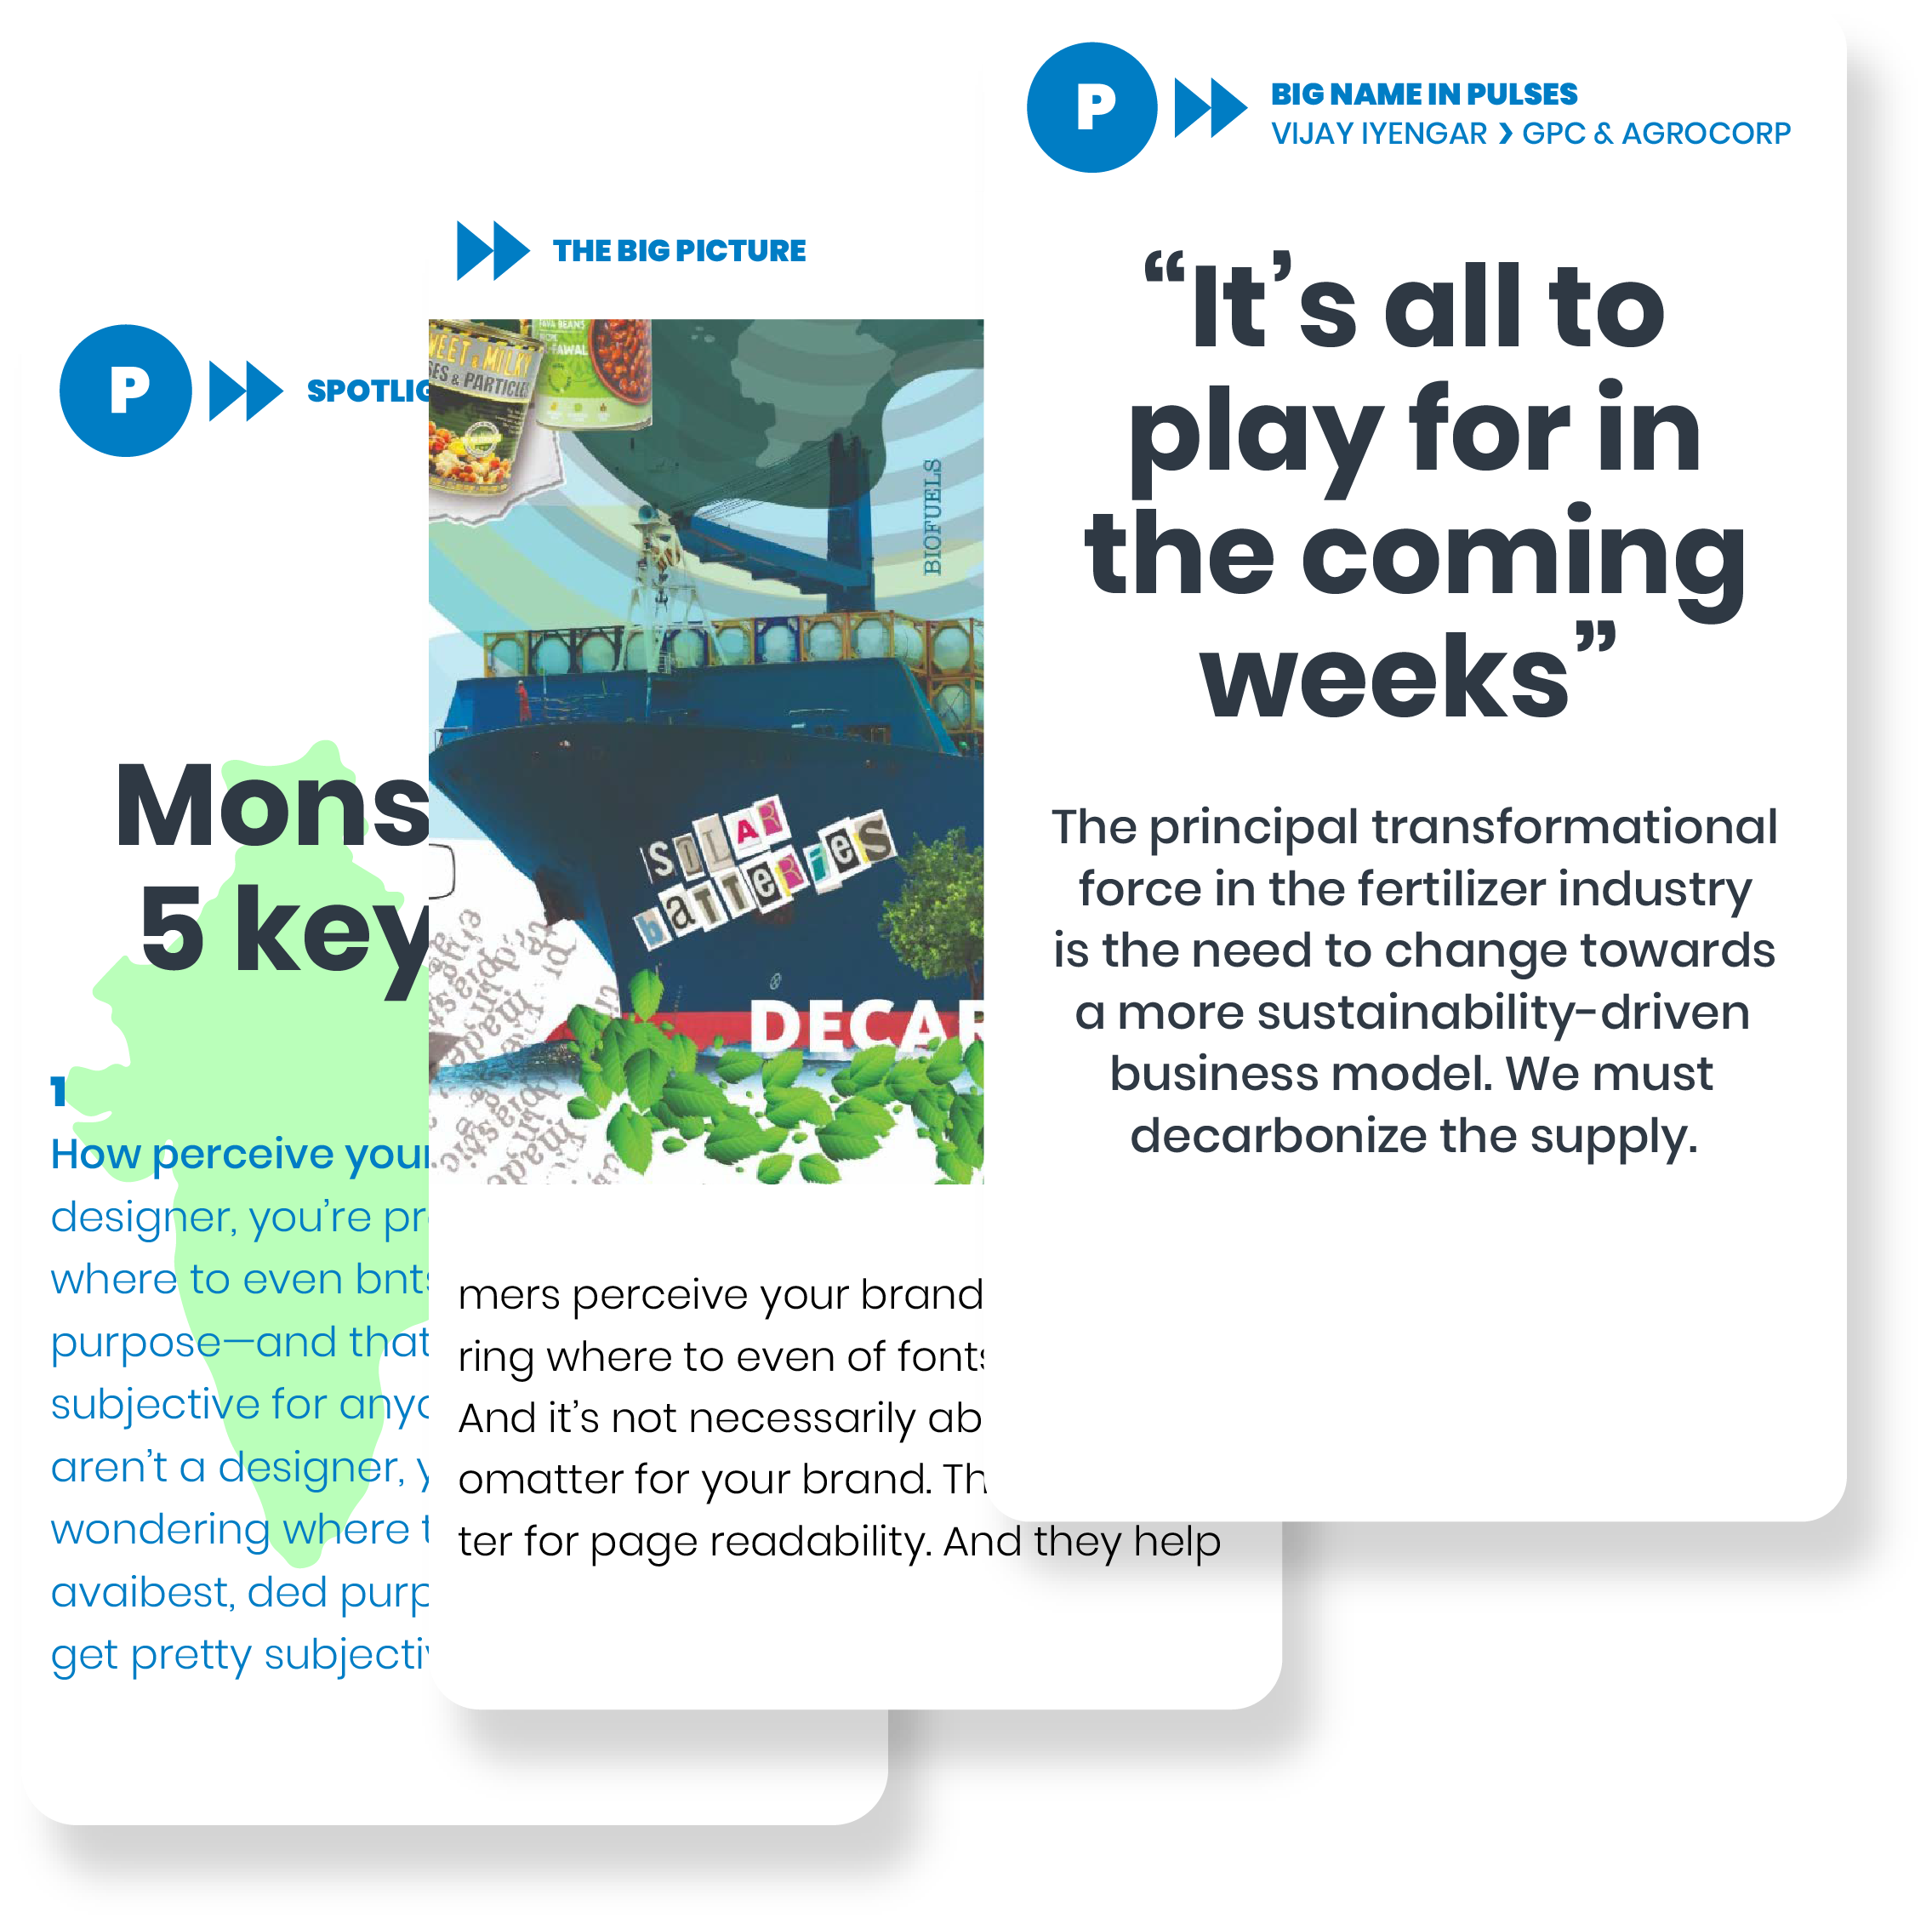 P
SPOTLIG
Mons
5 key
1
How perceive your
designer, you're pr
where to even bnts
purpose—and that
subjective for anyo
aren't a designer, y
wondering where t
avaibest, ded purp
get pretty subjectiv
THE BIG PICTURE
FAVA BEANS
FAWAL
WEET & MILKY
SES & PARTICLES
BIOFUELS
SOLAR
batteries
DECAR
mers perceive your brand
ring where to even of fonts
And it's not necessarily ab
omatter for your brand. Th
ter for page readability. And they help
P
BIG NAME IN PULSES
VIJAY IYENGAR › GPC & AGROCORP
“It's all to
play for in
the coming
weeks”
The principal transformational
force in the fertilizer industry
is the need to change towards
a more sustainability-driven
business model. We must
decarbonize the supply.